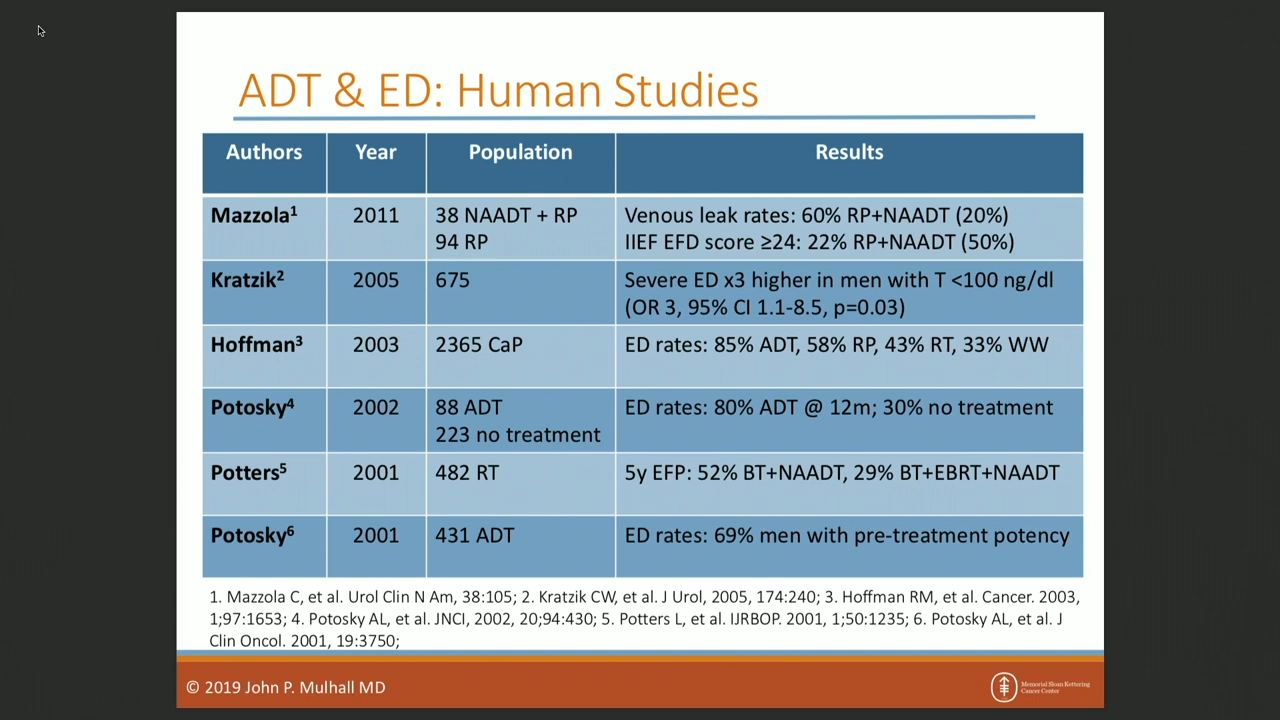 ADT & ED: Human Studies
Authors Year Population Results
Mazzola1 2011 38 NAADT + RP Venous leak rates: 60% RP+NAADT (20%)
94 RP IIEF EFD score ≥24: 22% RP+NAADT (50%)
Kratzik2 2005 675 Severe ED x3 higher in men with T <100 ng/dl
(OR 3, 95% CI 1.1-8.5, p=0.03)
Hoffman3 2003 2365 CaP ED rates: 85% ADT, 58% RP, 43% RT, 33% WW
Potosky4 2002 88 ADT ED rates: 80% ADT @ 12m; 30% no treatment
223 no treatment
Potters5 2001 482 RT 5y EFP: 52% BT+NAADT, 29% BT+EBRT+NAADT
Potosky6 2001 431 ADT ED rates: 69% men with pre-treatment potency
1. Mazzola C, et al. Urol Clin N Am, 38:105; 2. Kratzik CW, et al. J Urol, 2005, 174:240; 3. Hoffman RM, et al. Cancer. 2003,
1;97:1653; 4. Potosky AL, et al. JNCI, 2002, 20;94:430; 5. Potters L, et al. IJRBOP. 2001, 1;50:1235; 6. Potosky AL, et al. J
Clin Oncol. 2001, 19:3750;
© 2019 John P. Mulhall MD
Memorial Sloan Kettering
Cancer Center